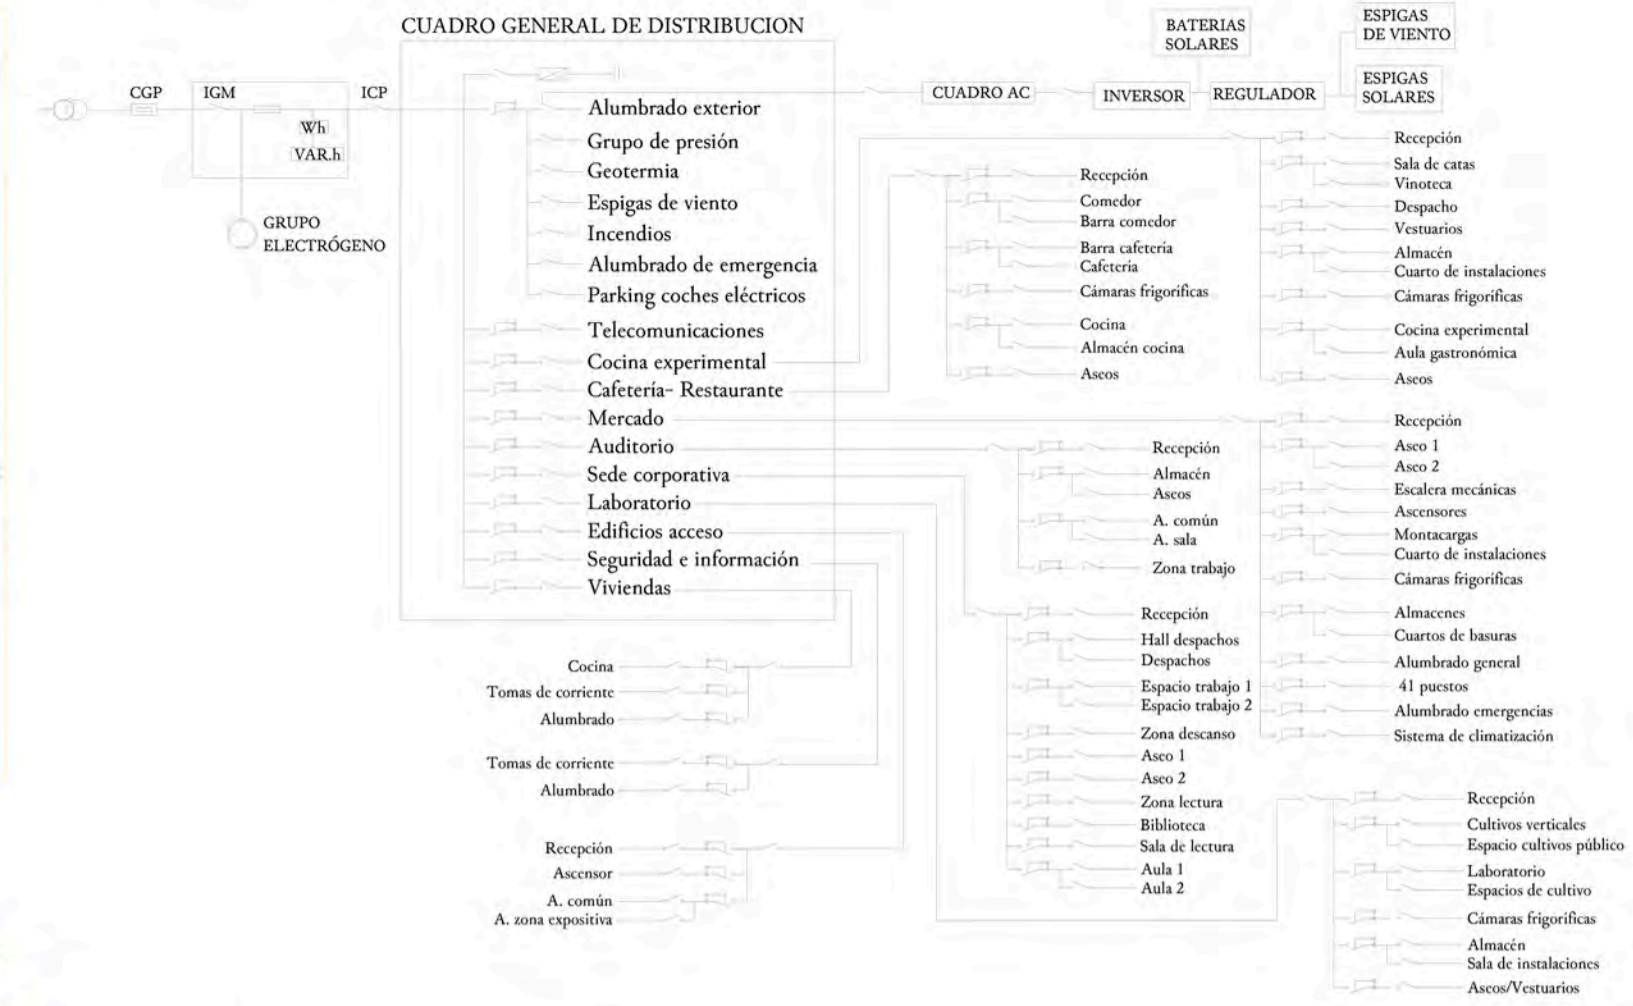 CUADRO GENERAL DE DISTRIBUCION
CGP
IGM
Wh
VAR.h
ICP
GRUPO
ELECTRÓGENO
Alumbrado exterior
Grupo de presión
Geotermia
Espigas de viento
Incendios
Alumbrado de emergencia
Parking coches eléctricos
Telecomunicaciones
Cocina experimental
Cafetería- Restaurante
Mercado
Auditorio
Sede corporativa
Laboratorio
Edificios acceso
Seguridad e información
Viviendas
CUADRO AC
INVERSOR
BATERIAS
SOLARES
REGULADOR
ESPIGAS
DE VIENTO
ESPIGAS
SOLARES
Recepción
Comedor
Barra comedor
Barra cafetería
Cafetería
Cámaras frigoríficas
Cocina
Almacén cocina
Aseos
Recepción
Sala de catas
Vinoteca
Despacho
Vestuarios
Almacén
Cuarto de instalaciones
Cámaras frigoríficas
Cocina experimental
Aula gastronómica
Aseos
Recepción
Almacén
Aseos
A. común
A. sala
Zona trabajo
Recepción
Aseo 1
Aseo 2
Escalera mecánicas
Ascensores
Montacargas
Cuarto de instalaciones
Cámaras frigoríficas
Almacenes
Cuartos de basuras
Alumbrado general
41 puestos
Alumbrado emergencias
Sistema de climatización
Recepción
Hall despachos
Despachos
Espacio trabajo 1
Espacio trabajo 2
Zona descanso
Aseo 1
Aseo 2
Zona lectura
Biblioteca
Sala de lectura
Aula 1
Aula 2
Cocina
Tomas de corriente
Alumbrado
Tomas de corriente
Alumbrado
Recepción
Ascensor
A. común
A. zona expositiva
Recepción
Cultivos verticales
Espacio cultivos público
Laboratorio
Espacios de cultivo
Cámaras frigoríficas
Almacén
Sala de instalaciones
Aseos/Vestuarios